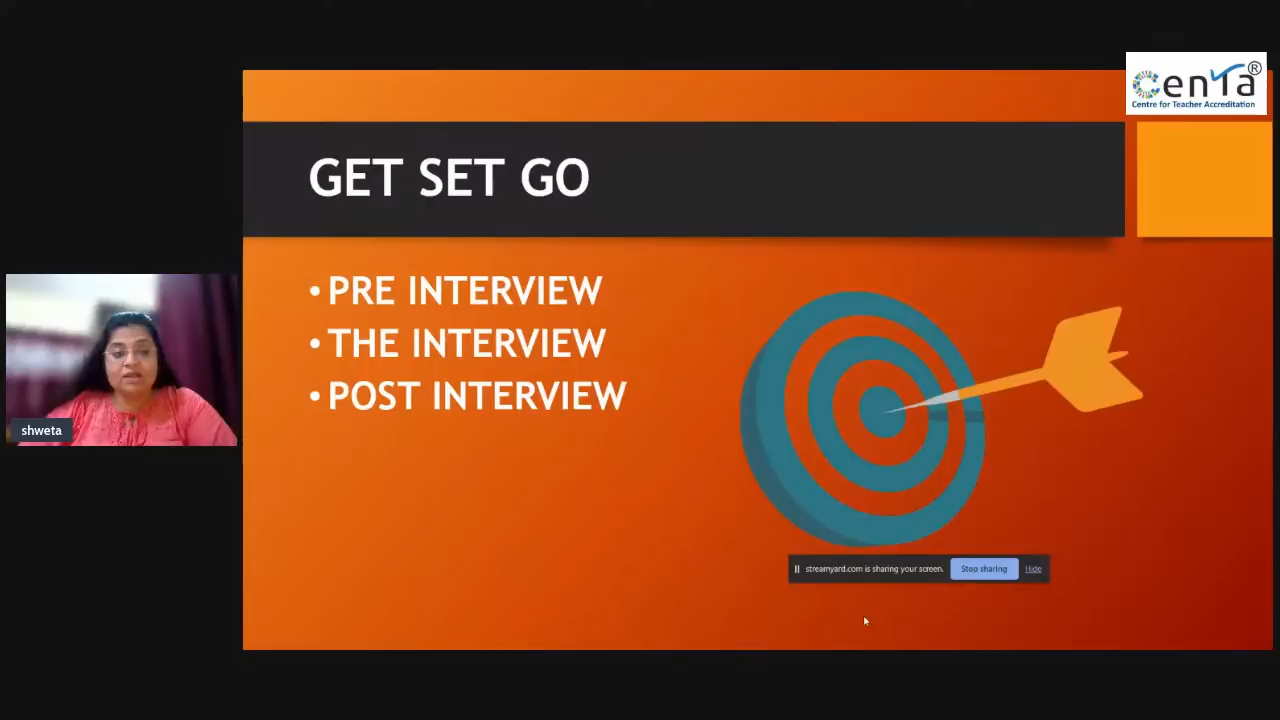 CENTA®
Centre for Teacher Accreditation
GET SET GO
• PRE INTERVIEW
• THE INTERVIEW
• POST INTERVIEW
shweta
streamyard.com is sharing your screen. Stop sharing Hide